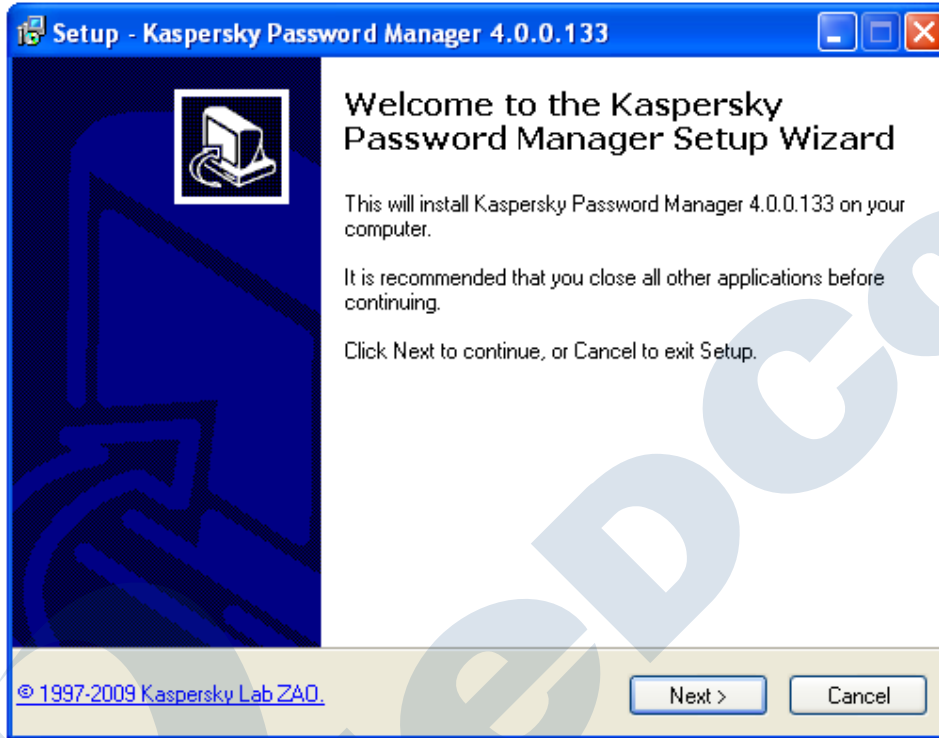 Setup - Kaspersky Password Manager 4.0.0.133
Welcome to the Kaspersky
Password Manager Setup Wizard
This will install Kaspersky Password Manager 4.0.0.133 on your
computer.
It is recommended that you close all other applications before
continuing.
Click Next to continue, or Cancel to exit Setup.
© 1997-2009 Kaspersky Lab ZAO.
Next >
Cancel